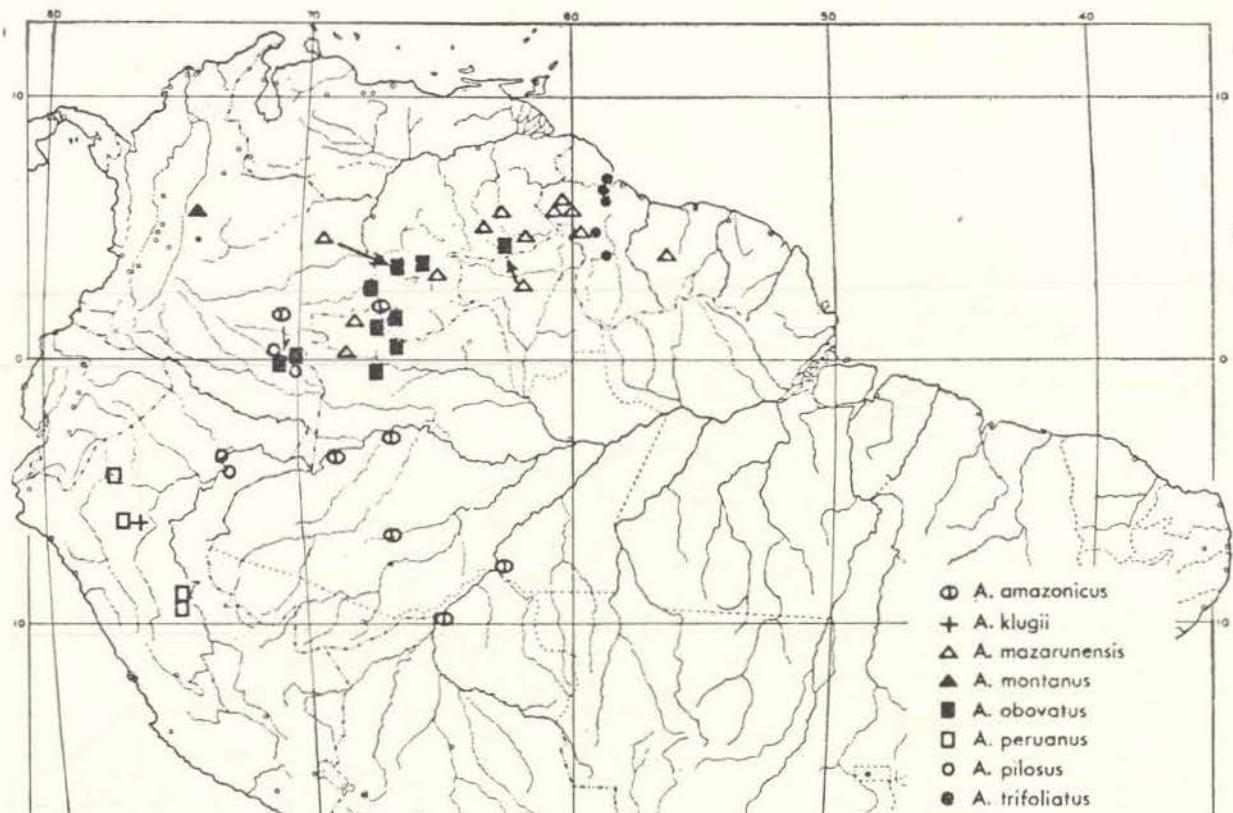 80 70 60 50 40
10 10
0 0
10 10
A. amazonicus
A. klugii
A. mazarunensis
A. montanus
A. obovatus
A. peruanus
A. pilosus
A. trifoliatus